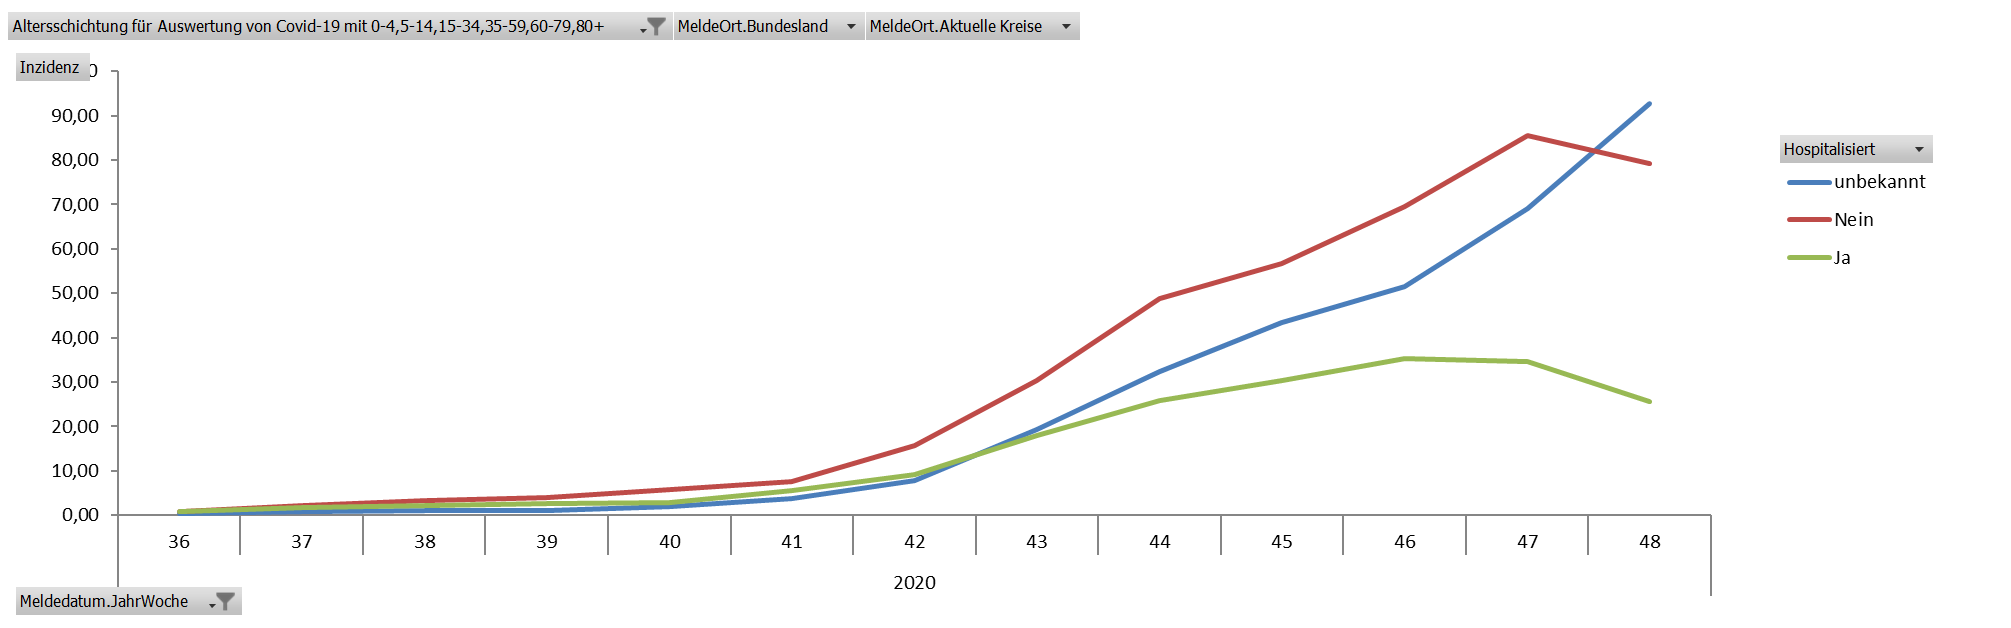 Altersschichtung für Auswertung von Covid-19 mit 0-4,5-14,15-34,35-59,60-79,80+ MeldeOrt.Bundesland MeldeOrt.Aktuelle Kreise
Inzidenz
90,00
80,00
70,00
60,00
50,00
40,00
30,00
20,00
10,00
0,00
36 37 38 39 40 41 42 43 44 45 46 47 48
2020
Meldedatum.JahrWoche
Hospitalisiert
unbekannt
Nein
Ja